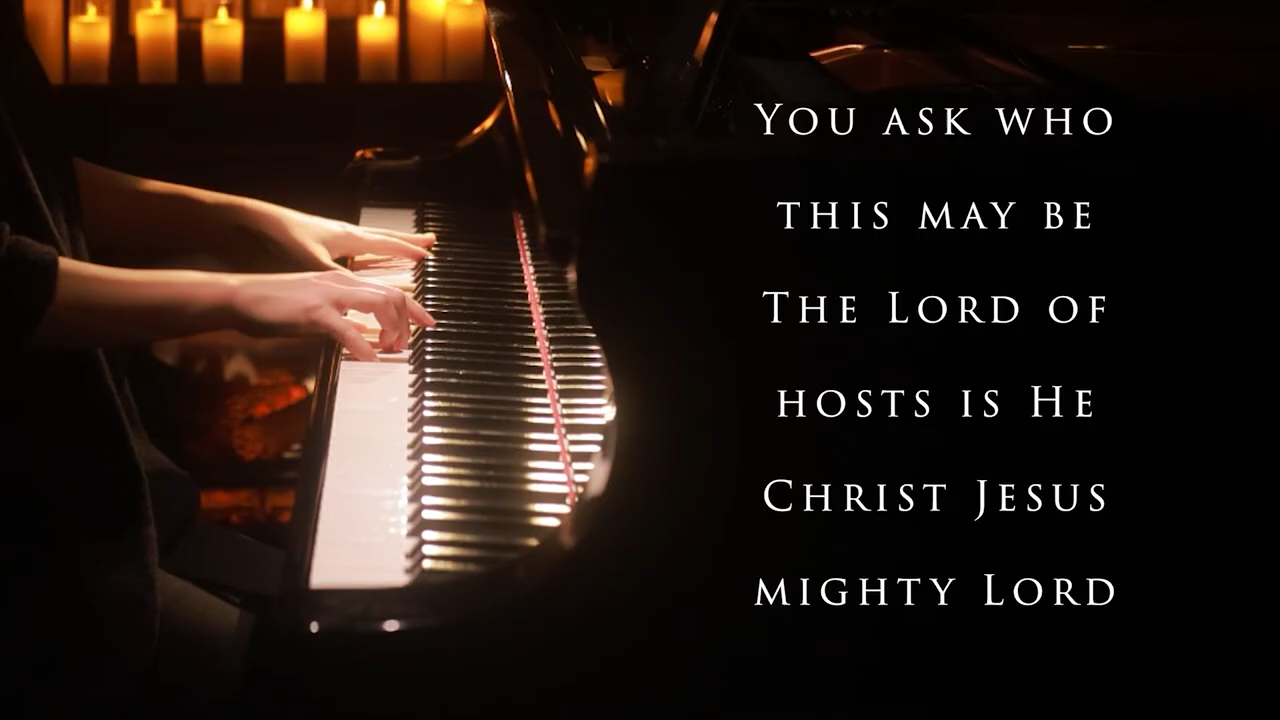 You ask who
this may be
The Lord of
hosts is He
Christ Jesus
mighty Lord